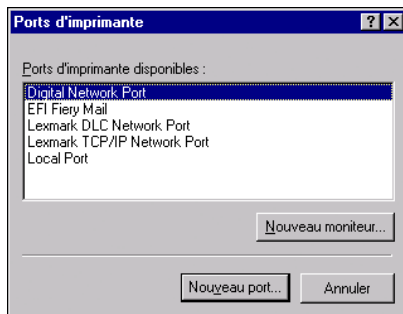 Ports d'imprimante
Ports d'imprimante disponibles :
Digital Network Port
EFI Fiery Mail
Lexmark DLC Network Port
Lexmark TCP/IP Network Port
Local Port
Nouveau moniteur...
Nouveau port...
Annuler